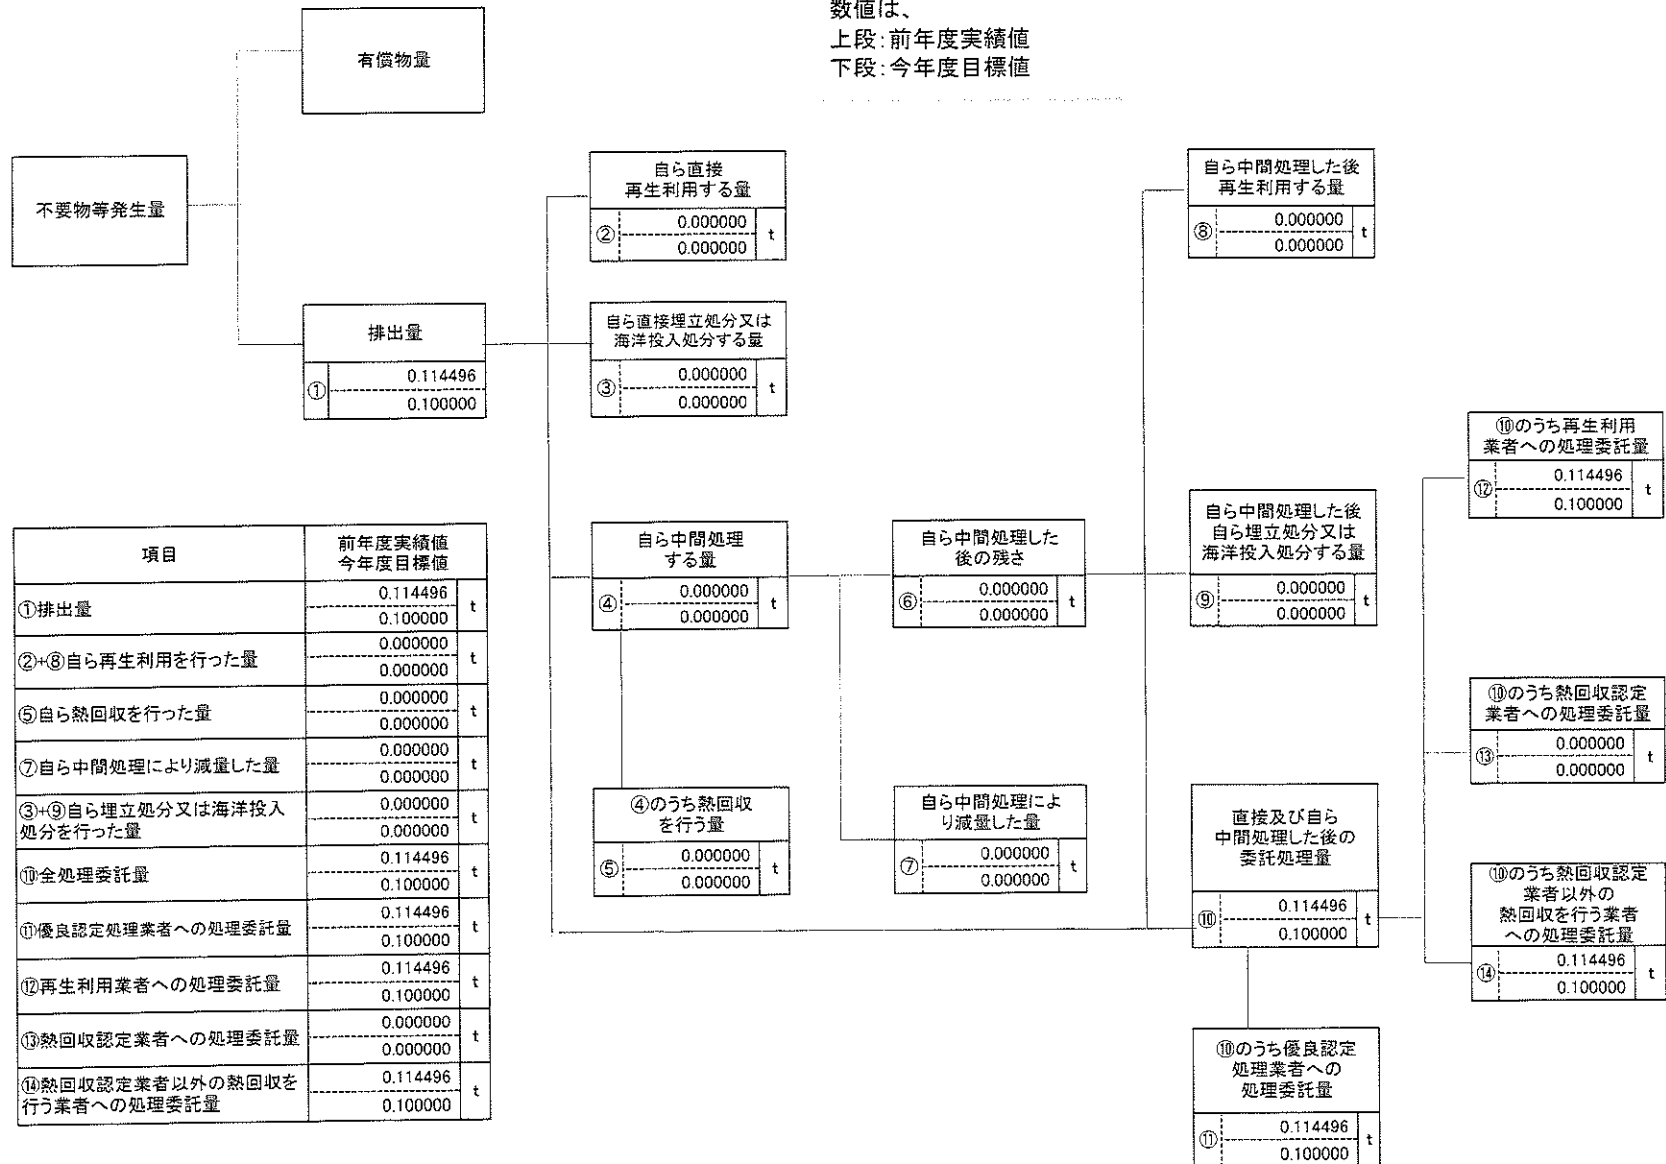 数値は、
上段:前年度実績値
下段:今年度目標値
有償物量
不要物等発生量
排出量
① 0.114496
0.100000
自ら直接
再生利用する量
② 0.000000 t
0.000000
自ら直接埋立処分又は
海洋投入処分する量
③ 0.000000 t
0.000000
自ら中間処理
する量
④ 0.000000 t
0.000000
④のうち熱回収
を行う量
⑤ 0.000000 t
0.000000
自ら中間処理した
後の残さ
⑥ 0.000000 t
0.000000
自ら中間処理によ
り減量した量
⑦ 0.000000 t
0.000000
自ら中間処理した後
再生利用する量
⑧ 0.000000 t
0.000000
自ら中間処理した後
自ら埋立処分又は
海洋投入処分する量
⑨ 0.000000 t
0.000000
直接及び自ら
中間処理した後の
委託処理量
⑩ 0.114496 t
0.100000
⑩のうち優良認定
処理業者への
処理委託量
⑪ 0.114496 t
0.100000
⑩のうち再生利用
業者への処理委託量
⑫ 0.114496 t
0.100000
⑩のうち熱回収認定
業者への処理委託量
⑬ 0.000000 t
0.000000
⑩のうち熱回収認定
業者以外の
熱回収を行う業者
への処理委託量
⑭ 0.114496 t
0.100000
項目 前年度実績値
今年度目標値
①排出量 0.114496 t
0.100000
②+⑧自ら再生利用を行った量 0.000000 t
0.000000
⑤自ら熱回収を行った量 0.000000 t
0.000000
⑦自ら中間処理により減量した量 0.000000 t
0.000000
③+⑨自ら埋立処分又は海洋投入
処分を行った量 0.000000 t
0.000000
⑩全処理委託量 0.114496 t
0.100000
⑪優良認定処理業者への処理委託量 0.114496 t
0.100000
⑫再生利用業者への処理委託量 0.114496 t
0.100000
⑬熱回収認定業者への処理委託量 0.000000 t
0.000000
⑭熱回収認定業者以外の熱回収を
行う業者への処理委託量 0.114496 t
0.100000